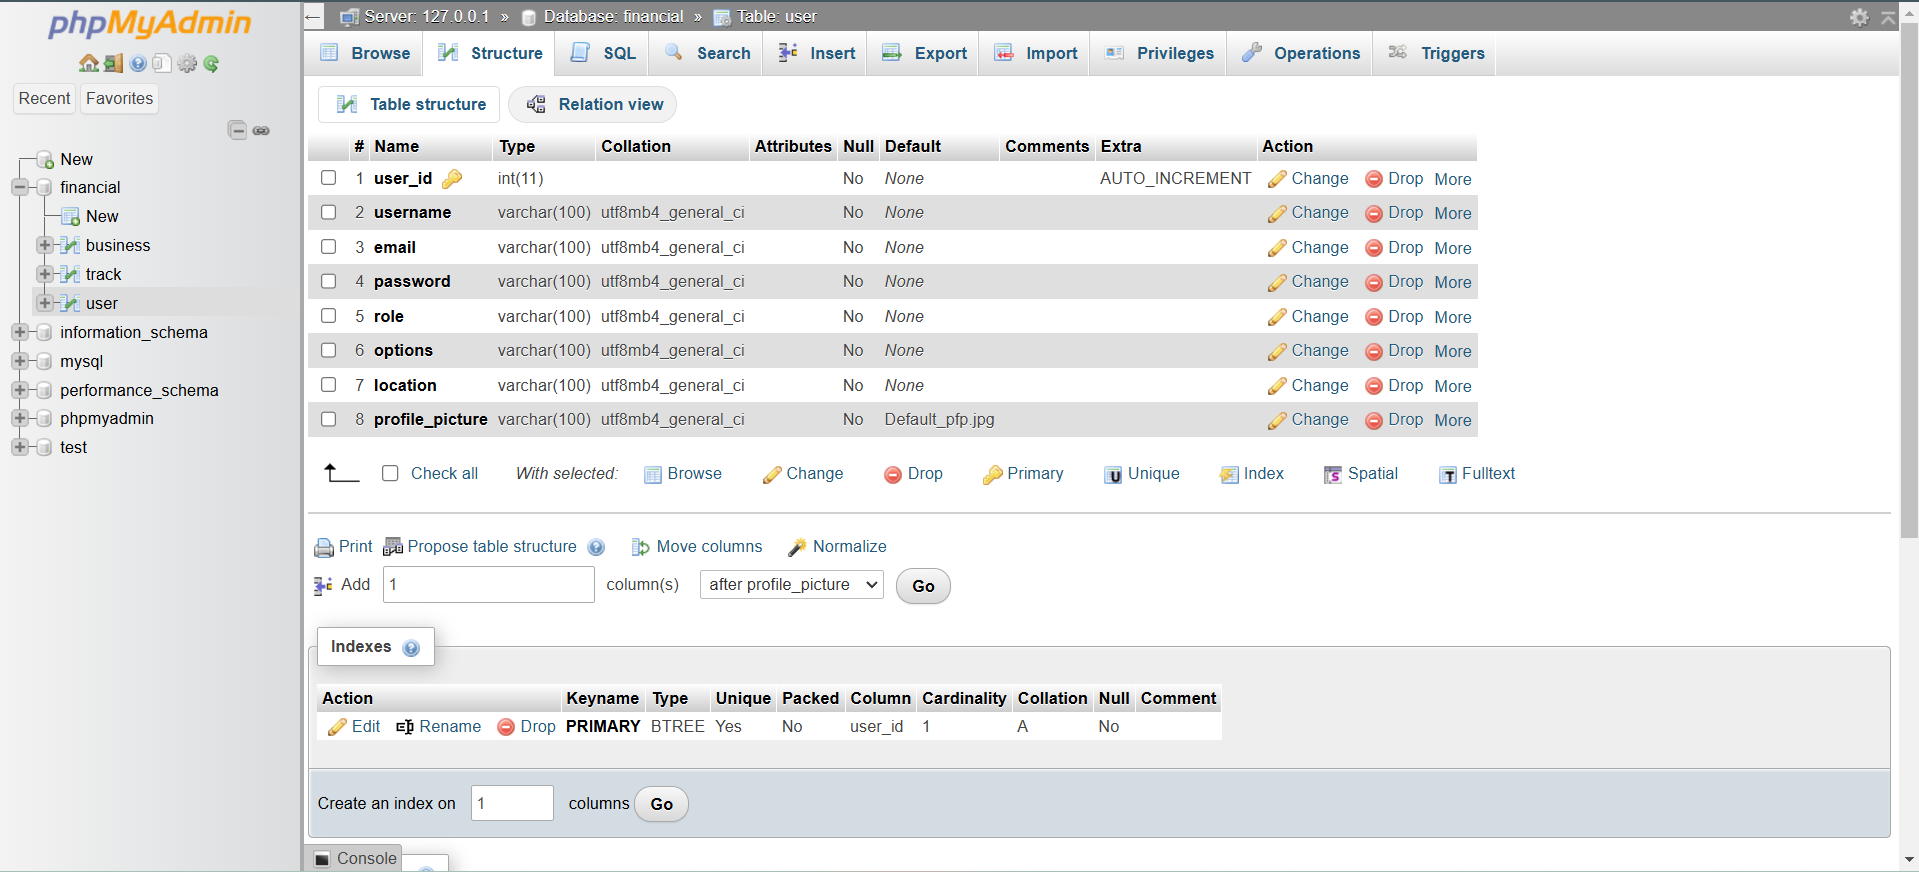 phpMyAdmin
Recent Favorites
New
financial
New
business
track
user
information_schema
mysql
performance_schema
phpmyadmin
test
Server: 127.0.0.1 » Database: financial » Table: user
Browse Structure SQL Search Insert Export Import Privileges Operations Triggers
Table structure Relation view
# Name Type Collation Attributes Null Default Comments Extra Action
1 user_id int(11) No None AUTO_INCREMENT Change Drop More
2 username varchar(100) utf8mb4_general_ci No None Change Drop More
3 email varchar(100) utf8mb4_general_ci No None Change Drop More
4 password varchar(100) utf8mb4_general_ci No None Change Drop More
5 role varchar(100) utf8mb4_general_ci No None Change Drop More
6 options varchar(100) utf8mb4_general_ci No None Change Drop More
7 location varchar(100) utf8mb4_general_ci No None Change Drop More
8 profile_picture varchar(100) utf8mb4_general_ci No Default_pfp.jpg Change Drop More
Check all With selected: Browse Change Drop Primary Unique Index Spatial Fulltext
Print Propose table structure Move columns Normalize
Add 1 column(s) after profile_picture Go
Indexes
Action Keyname Type Unique Packed Column Cardinality Collation Null Comment
Edit Rename Drop PRIMARY BTREE Yes No user_id 1 A No
Create an index on 1 columns Go
Console